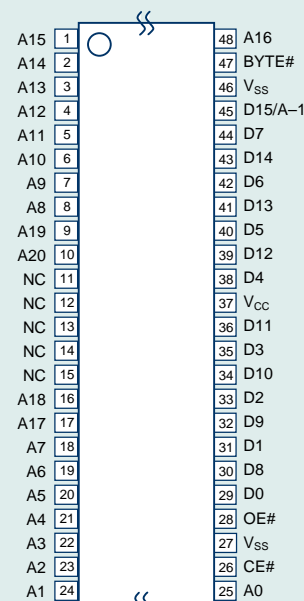 A15 1 48 A16
A14 2 47 BYTE#
A13 3 46 VSS
A12 4 45 D15/A–1
A11 5 44 D7
A10 6 43 D14
A9 7 42 D6
A8 8 41 D13
A19 9 40 D5
A20 10 39 D12
NC 11 38 D4
NC 12 37 VCC
NC 13 36 D11
NC 14 35 D3
NC 15 34 D10
A18 16 33 D2
A17 17 32 D9
A7 18 31 D1
A6 19 30 D8
A5 20 29 D0
A4 21 28 OE#
A3 22 27 VSS
A2 23 26 CE#
A1 24 25 A0